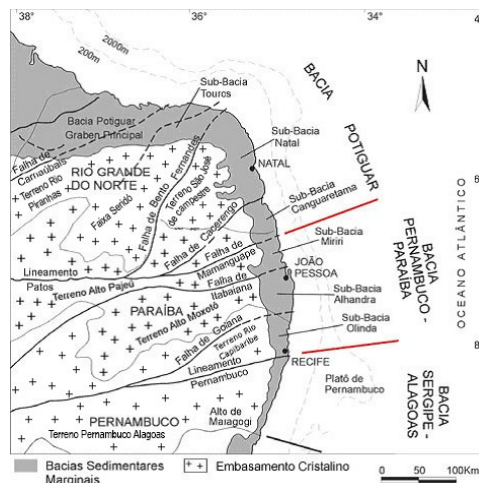 38°
36°
34°
4
2000m
200m
N
BACIA
POTIGUAR
Sub-Bacia
Touros
Bacia Potiguar
Graben Principal
Sub-Bacia
Natal
NATAL
Falha de
Carnaúbais
RIO GRANDE
DO NORTE
Terreno Rio
Piranhas
Faixa Seridó
Falha de Bento Fernandes
Terreno São José
de campestre
6
Sub-Bacia
Canguaretama
Falha de Cacerengo
Sub-Bacia
Miriri
Lineamento
Patos
Falha de
Mamanguape
JOÃO
PESSOA
Terreno Alto Pajeú
Falha de
Itabaiana
BACIA
PERNAMBUCO -
PARAÍBA
OCEANO ATLÂNTICO
PARAÍBA
Sub-Bacia
Alhandra
Terreno Alto Moxotó
Falha de Goiana
Sub-Bacia
Olinda
Terreno Rio
Capibaribe
8
Lineamento
Pernambuco
RECIFE
Platô de
Pernambuco
BACIA
SERGIPE -
ALAGOAS
PERNAMBUCO
Terreno Pernambuco Alagoas
Alto de
Maragogi
Bacias Sedimentares
Marginais
Embasamento Cristalino
0 50 100Km